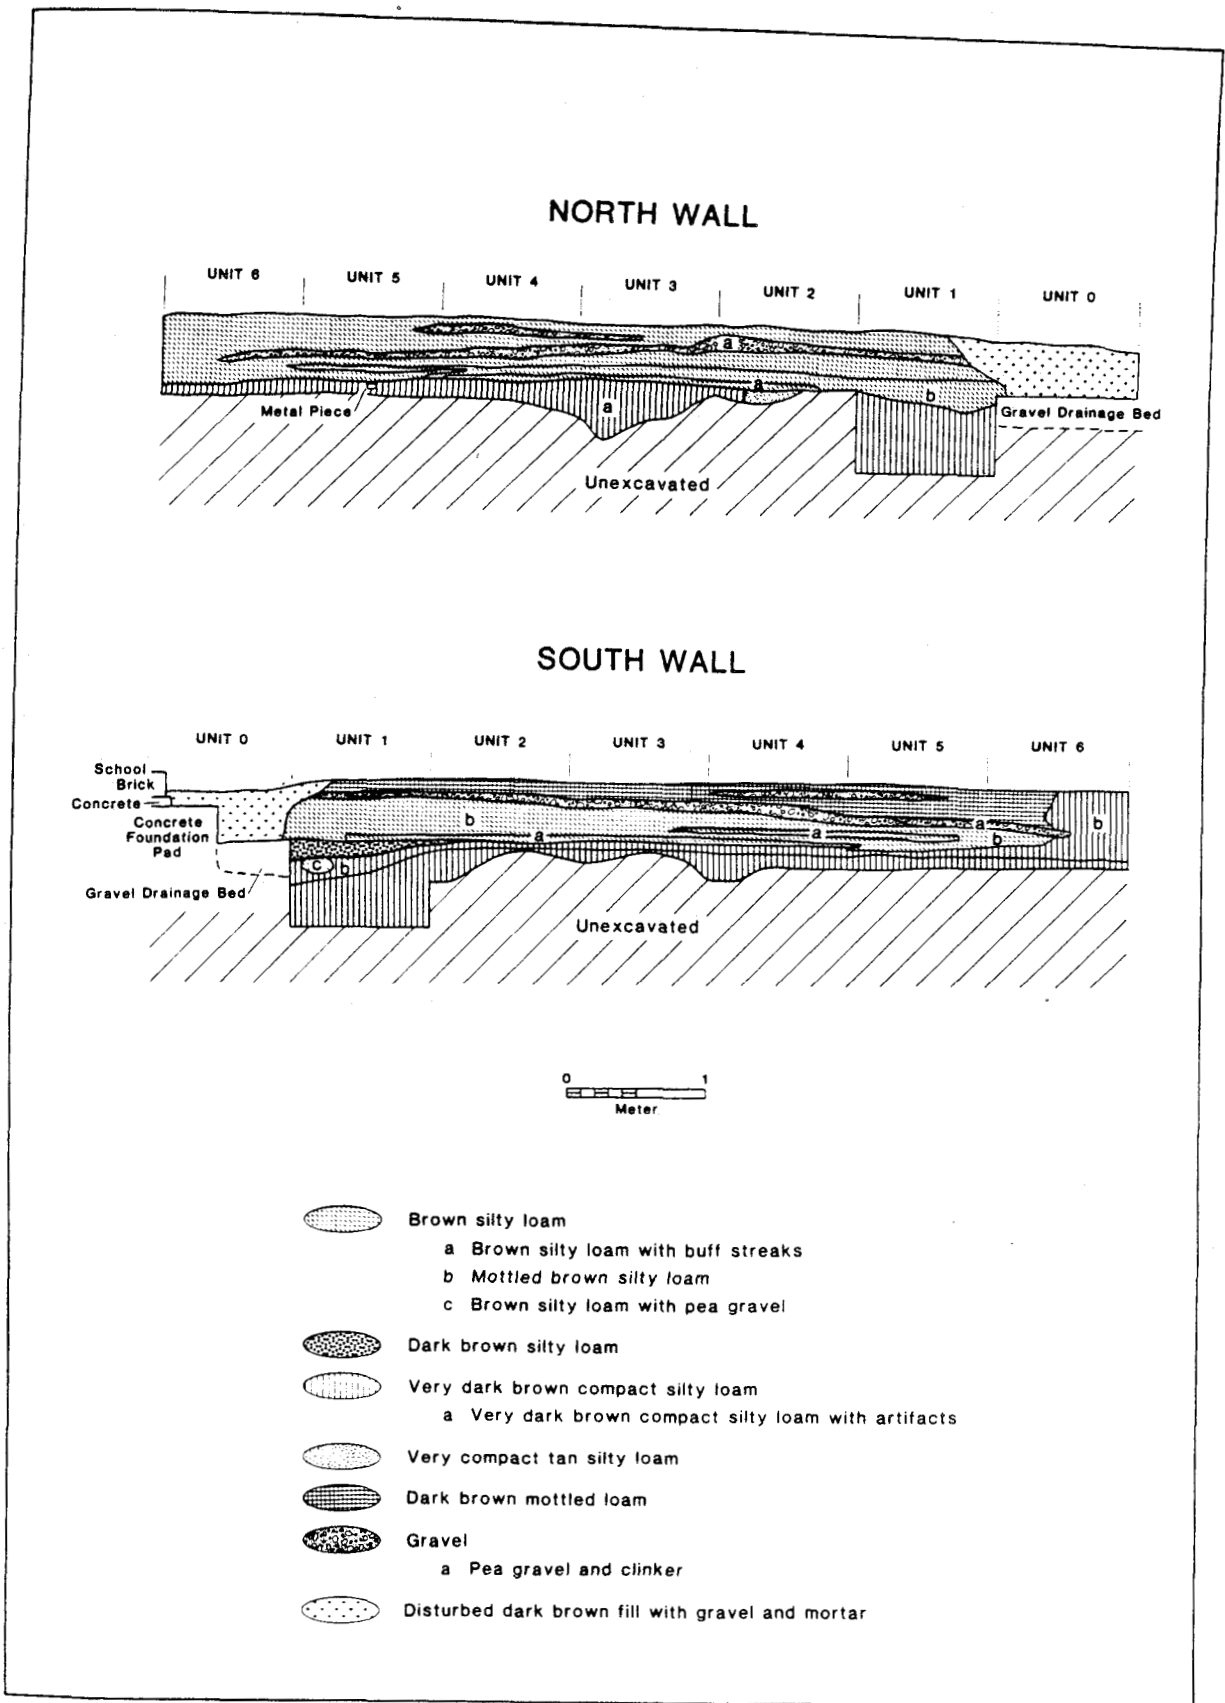 NORTH WALL
UNIT 6 UNIT 5 UNIT 4 UNIT 3 UNIT 2 UNIT 1 UNIT 0
a
a
a
b
Metal Piece
Gravel Drainage Bed
Unexcavated
SOUTH WALL
UNIT 0 UNIT 1 UNIT 2 UNIT 3 UNIT 4 UNIT 5 UNIT 6
School
Brick
Concrete
Concrete
Foundation
Pad
Gravel Drainage Bed
b
a
a
a
b
b
c
b
Unexcavated
0 1
Meter
Brown silty loam
a Brown silty loam with buff streaks
b Mottled brown silty loam
c Brown silty loam with pea gravel
Dark brown silty loam
Very dark brown compact silty loam
a Very dark brown compact silty loam with artifacts
Very compact tan silty loam
Dark brown mottled loam
Gravel
a Pea gravel and clinker
Disturbed dark brown fill with gravel and mortar